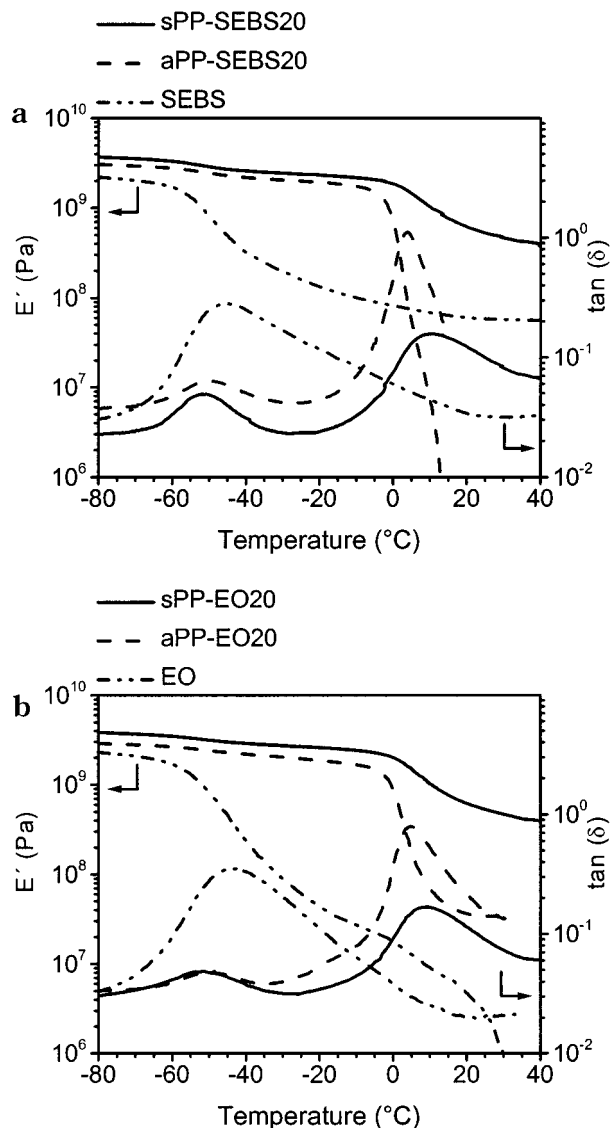 sPP-SEBS20
aPP-SEBS20
SEBS
a
10^10
10^9
10^8
10^7
10^6
E´ (Pa)
10^0
10^-1
10^-2
tan (δ)
-80 -60 -40 -20 0 20 40
Temperature (°C)
sPP-EO20
aPP-EO20
EO
b
10^10
10^9
10^8
10^7
10^6
E´ (Pa)
10^0
10^-1
10^-2
tan (δ)
-80 -60 -40 -20 0 20 40
Temperature (°C)